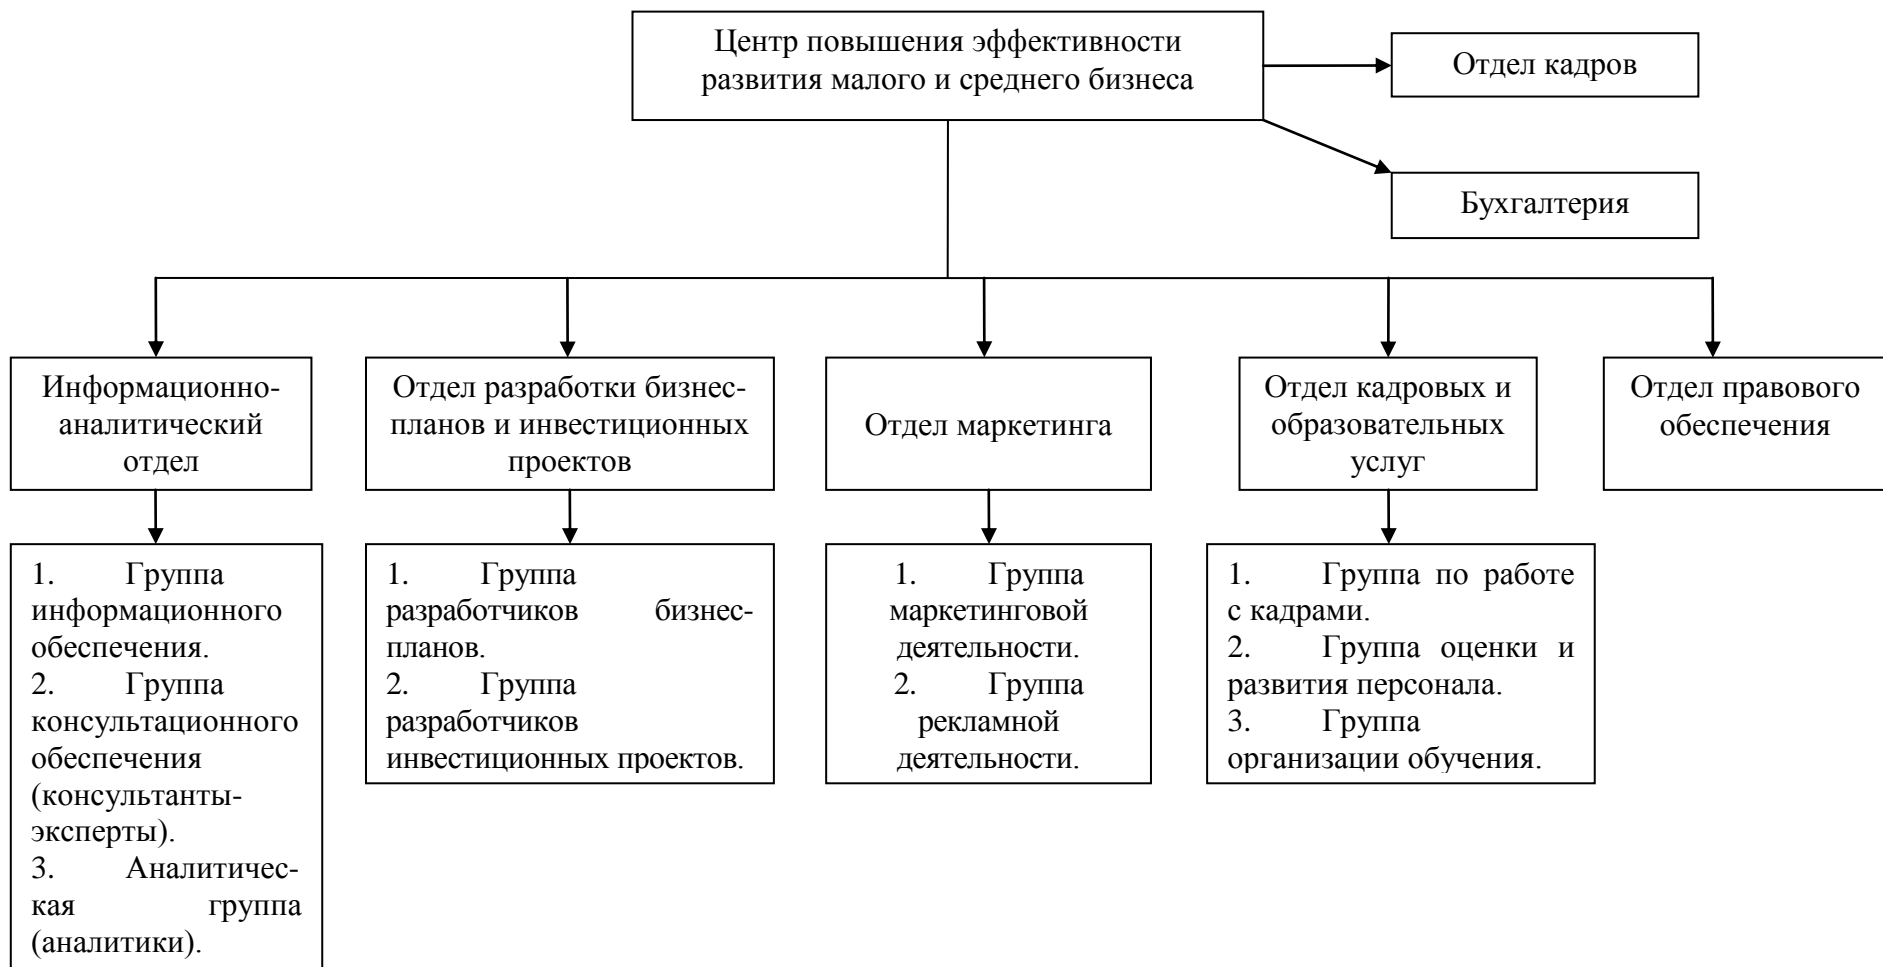 Центр повышения эффективности
развития малого и среднего бизнеса
Отдел кадров
Бухгалтерия
Информационно-
аналитический
отдел
Отдел разработки бизнес-
планов и инвестиционных
проектов
Отдел маркетинга
Отдел кадровых и
образовательных
услуг
Отдел правового
обеспечения
1. Группа
информационного
обеспечения.
2. Группа
консультационного
обеспечения
(консультанты-
эксперты).
3. Аналитичес-
кая группа
(аналитики).
1. Группа
разработчиков бизнес-
планов.
2. Группа
разработчиков
инвестиционных проектов.
1. Группа
маркетинговой
деятельности.
2. Группа
рекламной
деятельности.
1. Группа по работе
с кадрами.
2. Группа оценки и
развития персонала.
3. Группа
организации обучения.